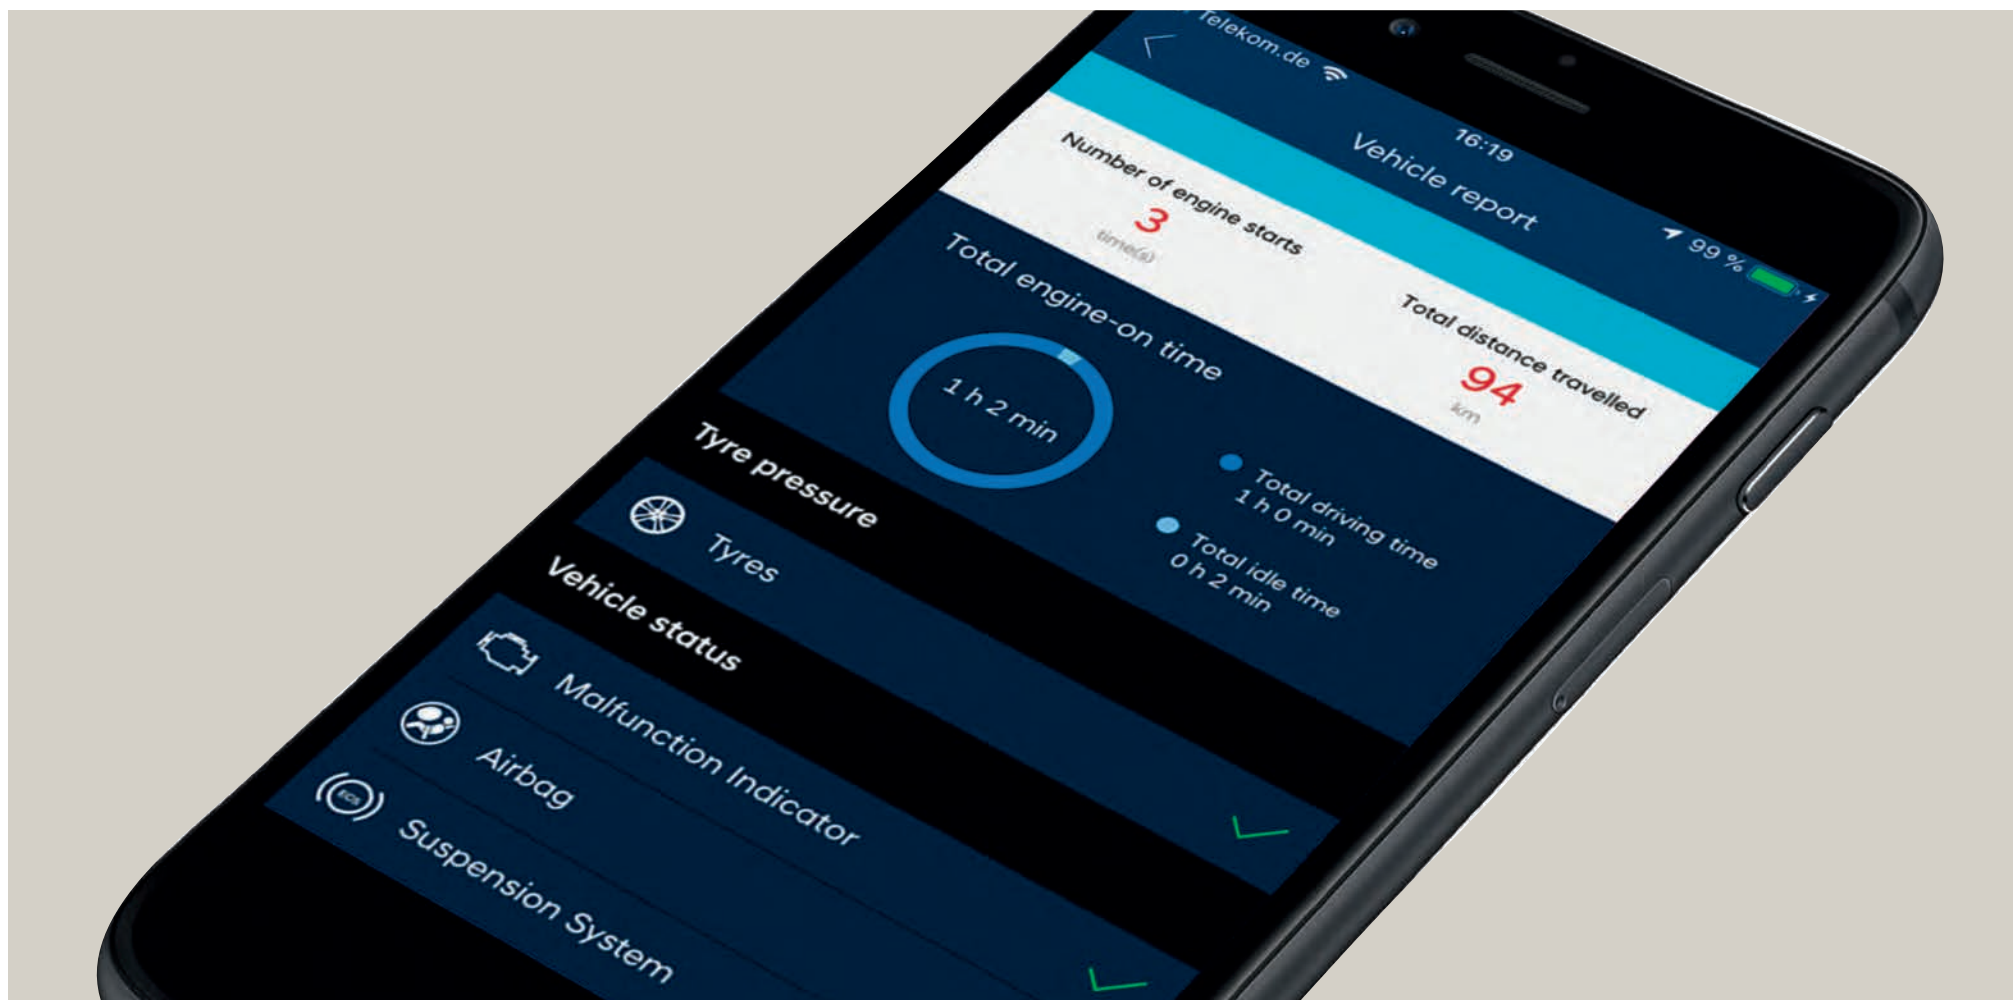 Telekom.de
16:19
99 %
Vehicle report
Number of engine starts
3
time(s)
Total distance travelled
94
km
Total engine-on time
1 h 2 min
Total driving time
1 h 0 min
Total idle time
0 h 2 min
Tyre pressure
Tyres
Vehicle status
Malfunction Indicator
Airbag
Suspension System